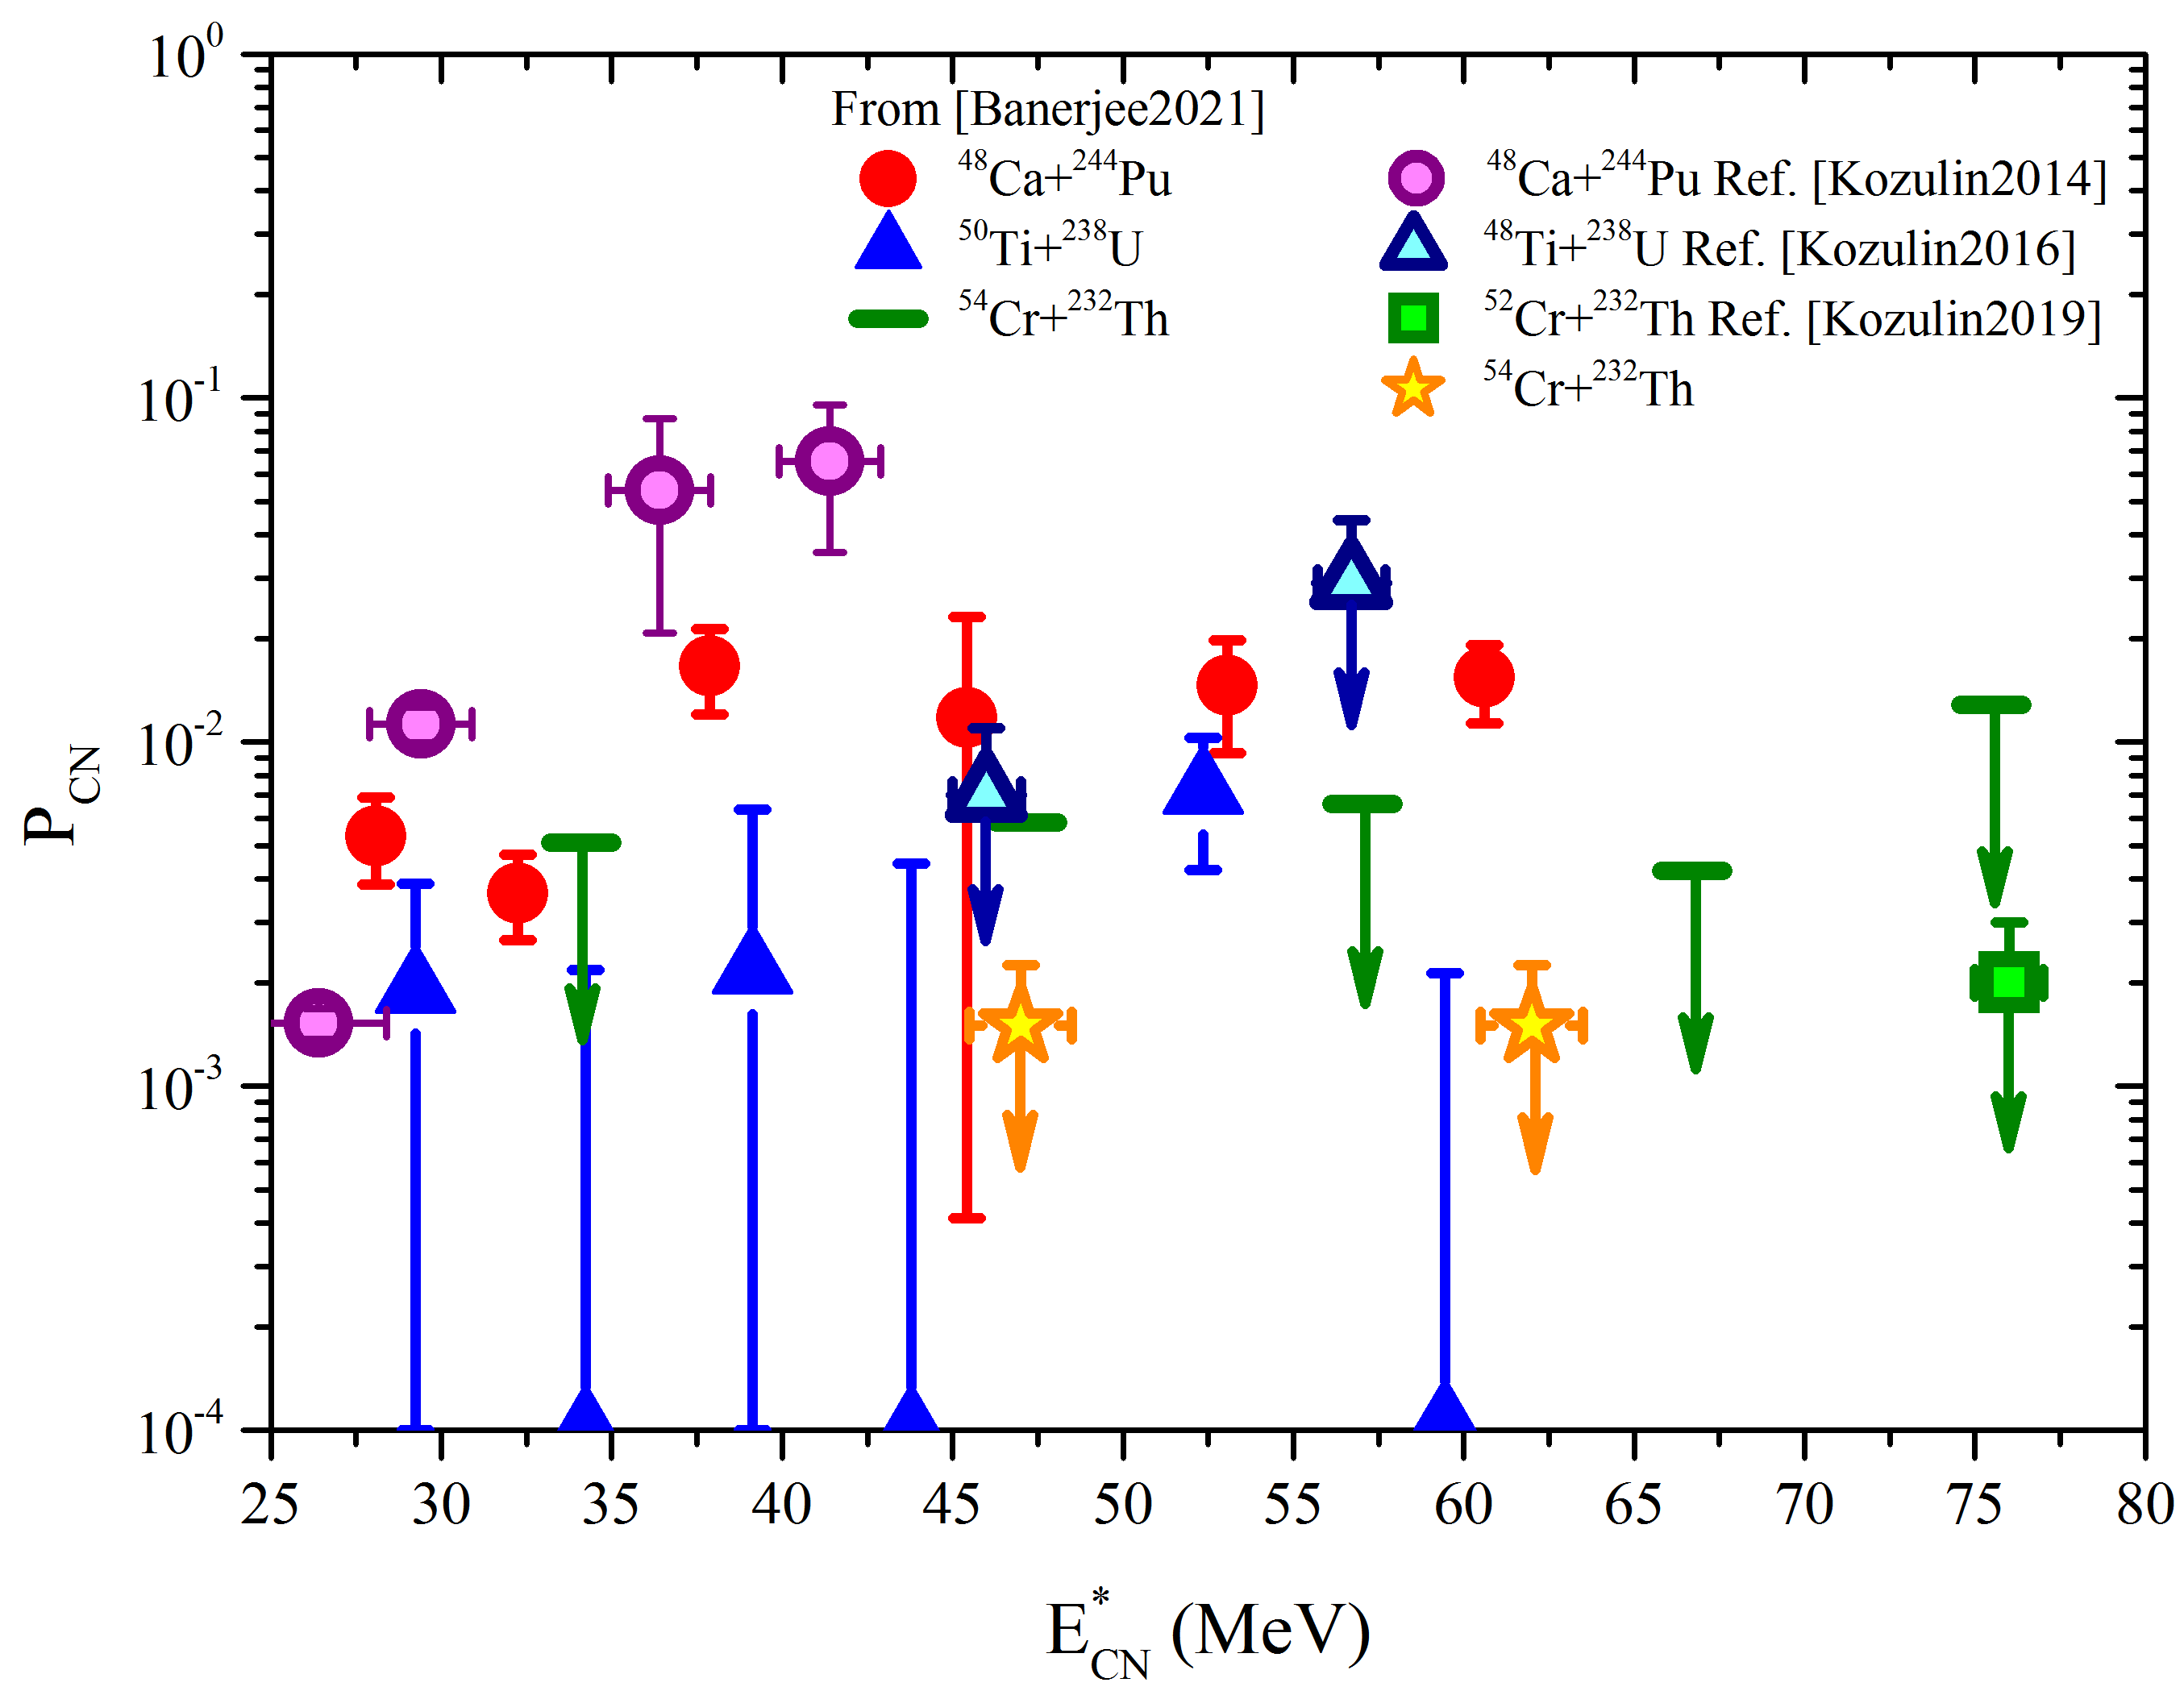 10⁰
From [Banerjee2021]
⁴⁸Ca+²⁴⁴Pu
⁴⁸Ca+²⁴⁴Pu Ref. [Kozulin2014]
⁵⁰Ti+²³⁸U
⁴⁸Ti+²³⁸U Ref. [Kozulin2016]
⁵⁴Cr+²³²Th
⁵²Cr+²³²Th Ref. [Kozulin2019]
⁵⁴Cr+²³²Th
10⁻¹
10⁻²
P_CN
10⁻³
10⁻⁴
25 30 35 40 45 50 55 60 65 70 75 80
E*_CN (MeV)